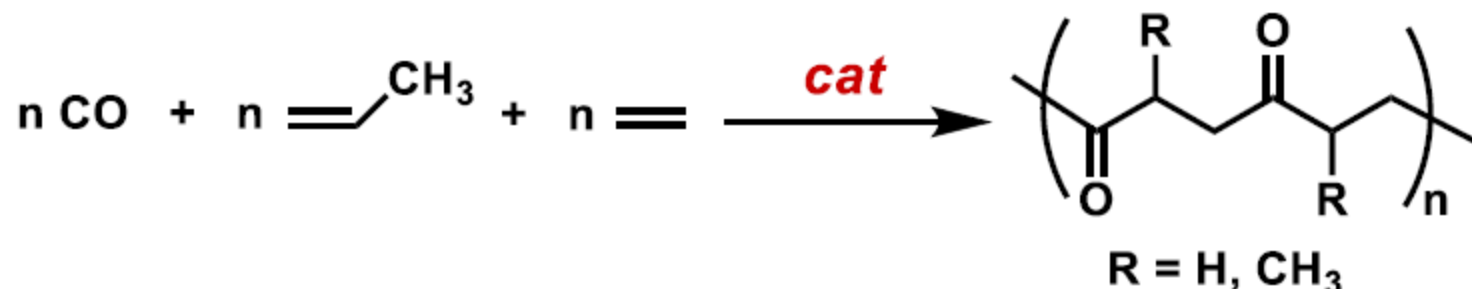 n CO + n CH₃ + n cat R O
O R n
R = H, CH₃